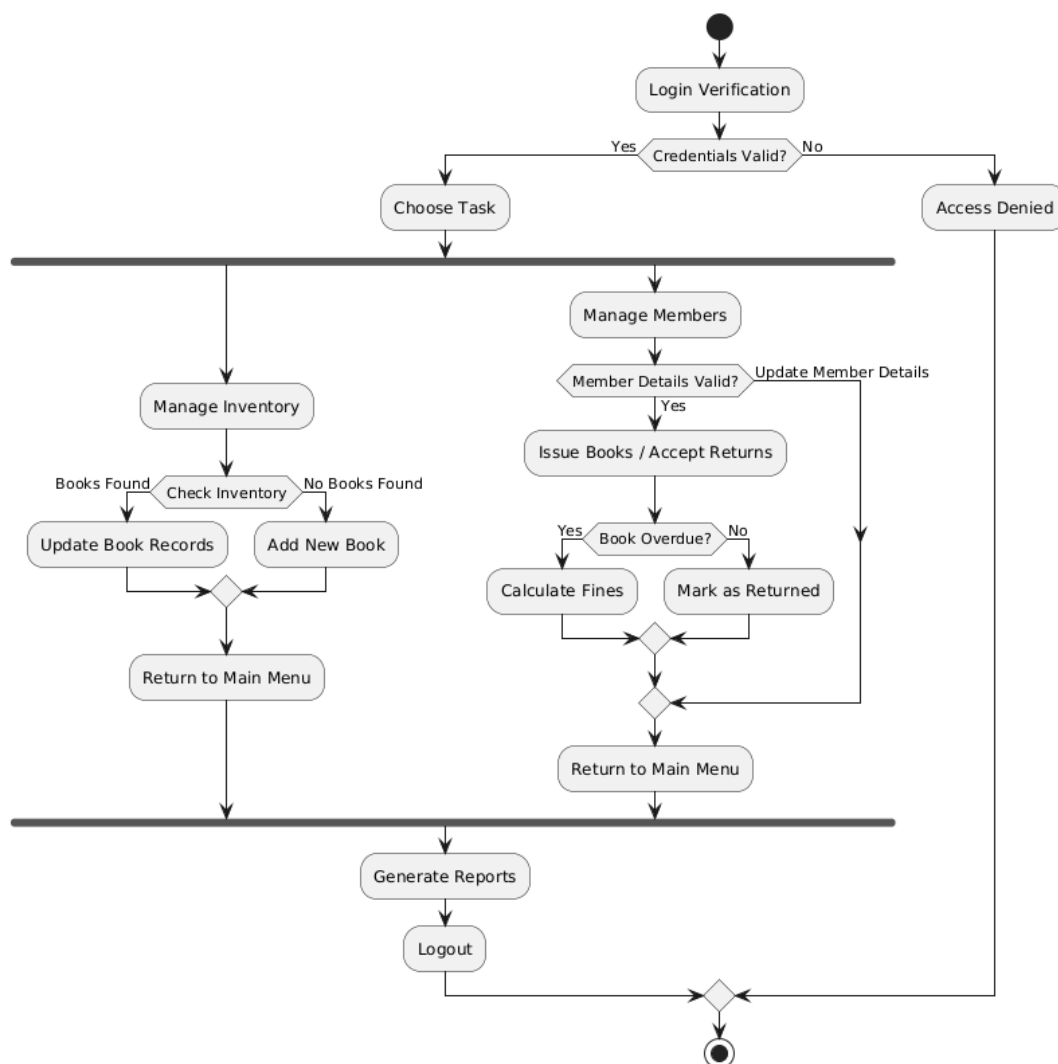 Login Verification
Yes
Credentials Valid?
No
Choose Task
Access Denied
Manage Members
Member Details Valid?
Update Member Details
Yes
Manage Inventory
Issue Books / Accept Returns
Books Found
Check Inventory
No Books Found
Yes
Book Overdue?
No
Update Book Records
Add New Book
Calculate Fines
Mark as Returned
Return to Main Menu
Return to Main Menu
Generate Reports
Logout